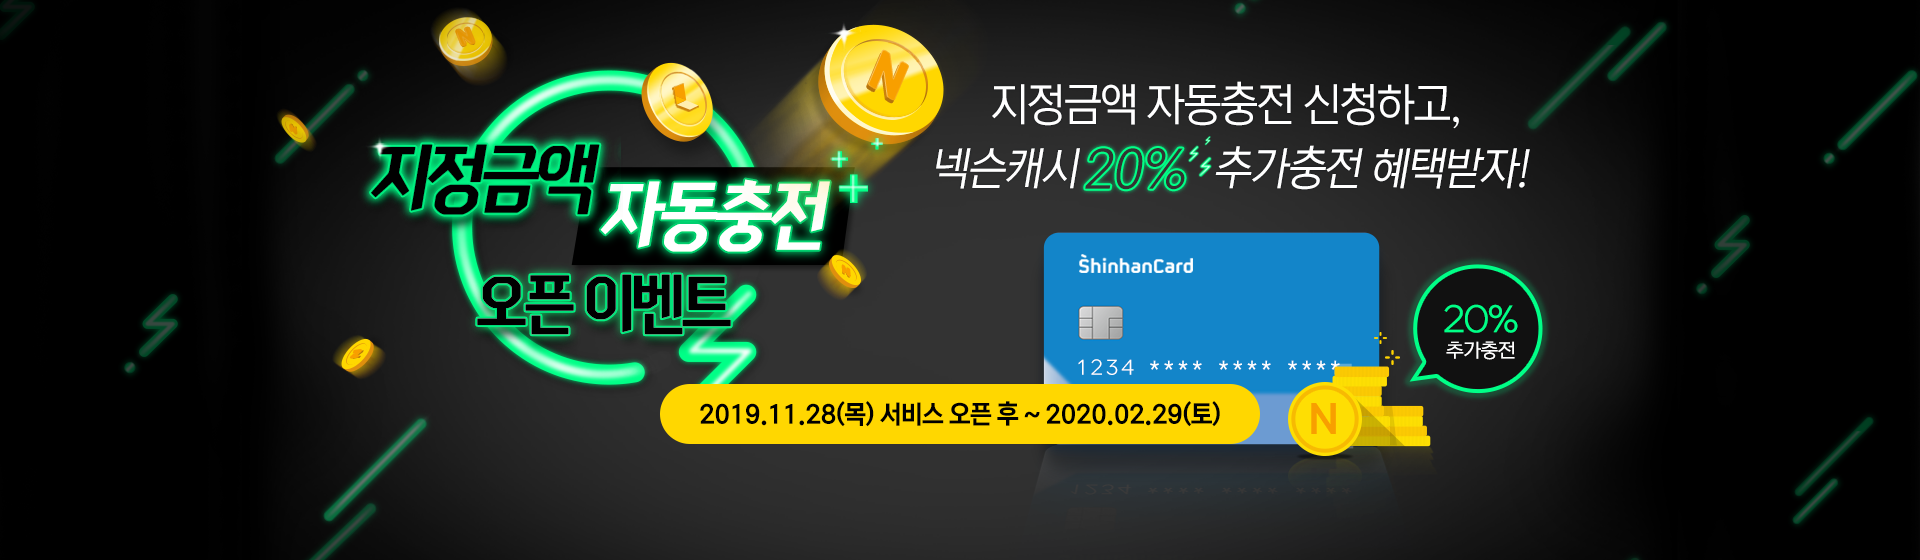 지정금액
자동충전
오픈 이벤트
지정금액 자동충전 신청하고,
넥슨캐시 20% 추가충전 혜택받자!
ShinhanCard
1234 **** **** ****
20%
추가충전
N
2019.11.28(목) 서비스 오픈 후 ~ 2020.02.29(토)